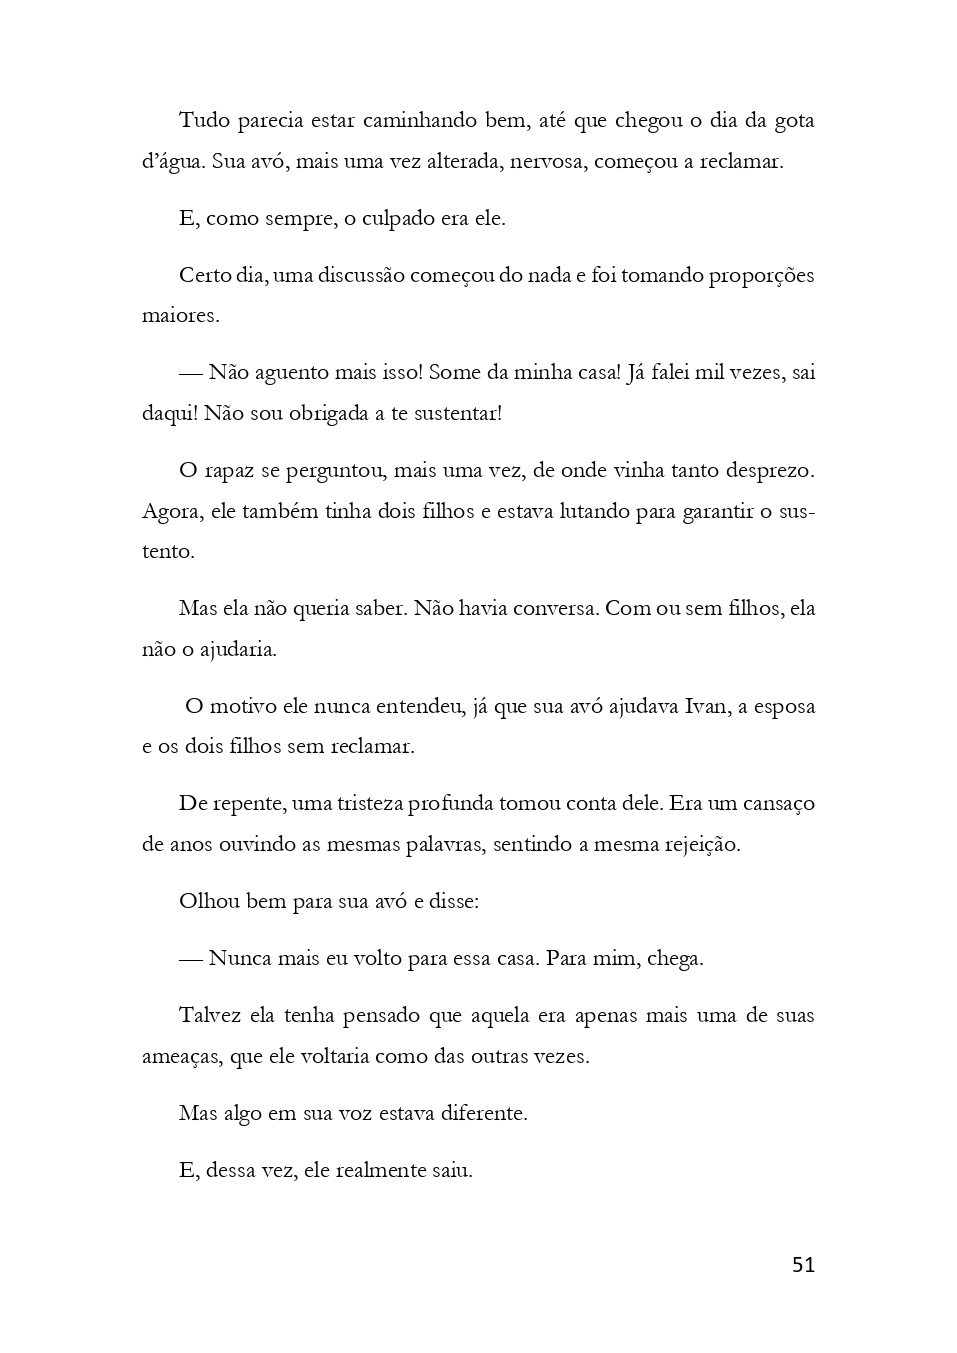 Tudo parecia estar caminhando bem, até que chegou o dia da gota
d’água. Sua avó, mais uma vez alterada, nervosa, começou a reclamar.
E, como sempre, o culpado era ele.
Certo dia, uma discussão começou do nada e foi tomando proporções
maiores.
— Não aguento mais isso! Some da minha casa! Já falei mil vezes, sai
daqui! Não sou obrigada a te sustentar!
O rapaz se perguntou, mais uma vez, de onde vinha tanto desprezo.
Agora, ele também tinha dois filhos e estava lutando para garantir o sus-
tento.
Mas ela não queria saber. Não havia conversa. Com ou sem filhos, ela
não o ajudaria.
O motivo ele nunca entendeu, já que sua avó ajudava Ivan, a esposa
e os dois filhos sem reclamar.
De repente, uma tristeza profunda tomou conta dele. Era um cansaço
de anos ouvindo as mesmas palavras, sentindo a mesma rejeição.
Olhou bem para sua avó e disse:
— Nunca mais eu volto para essa casa. Para mim, chega.
Talvez ela tenha pensado que aquela era apenas mais uma de suas
ameaças, que ele voltaria como das outras vezes.
Mas algo em sua voz estava diferente.
E, dessa vez, ele realmente saiu.
51